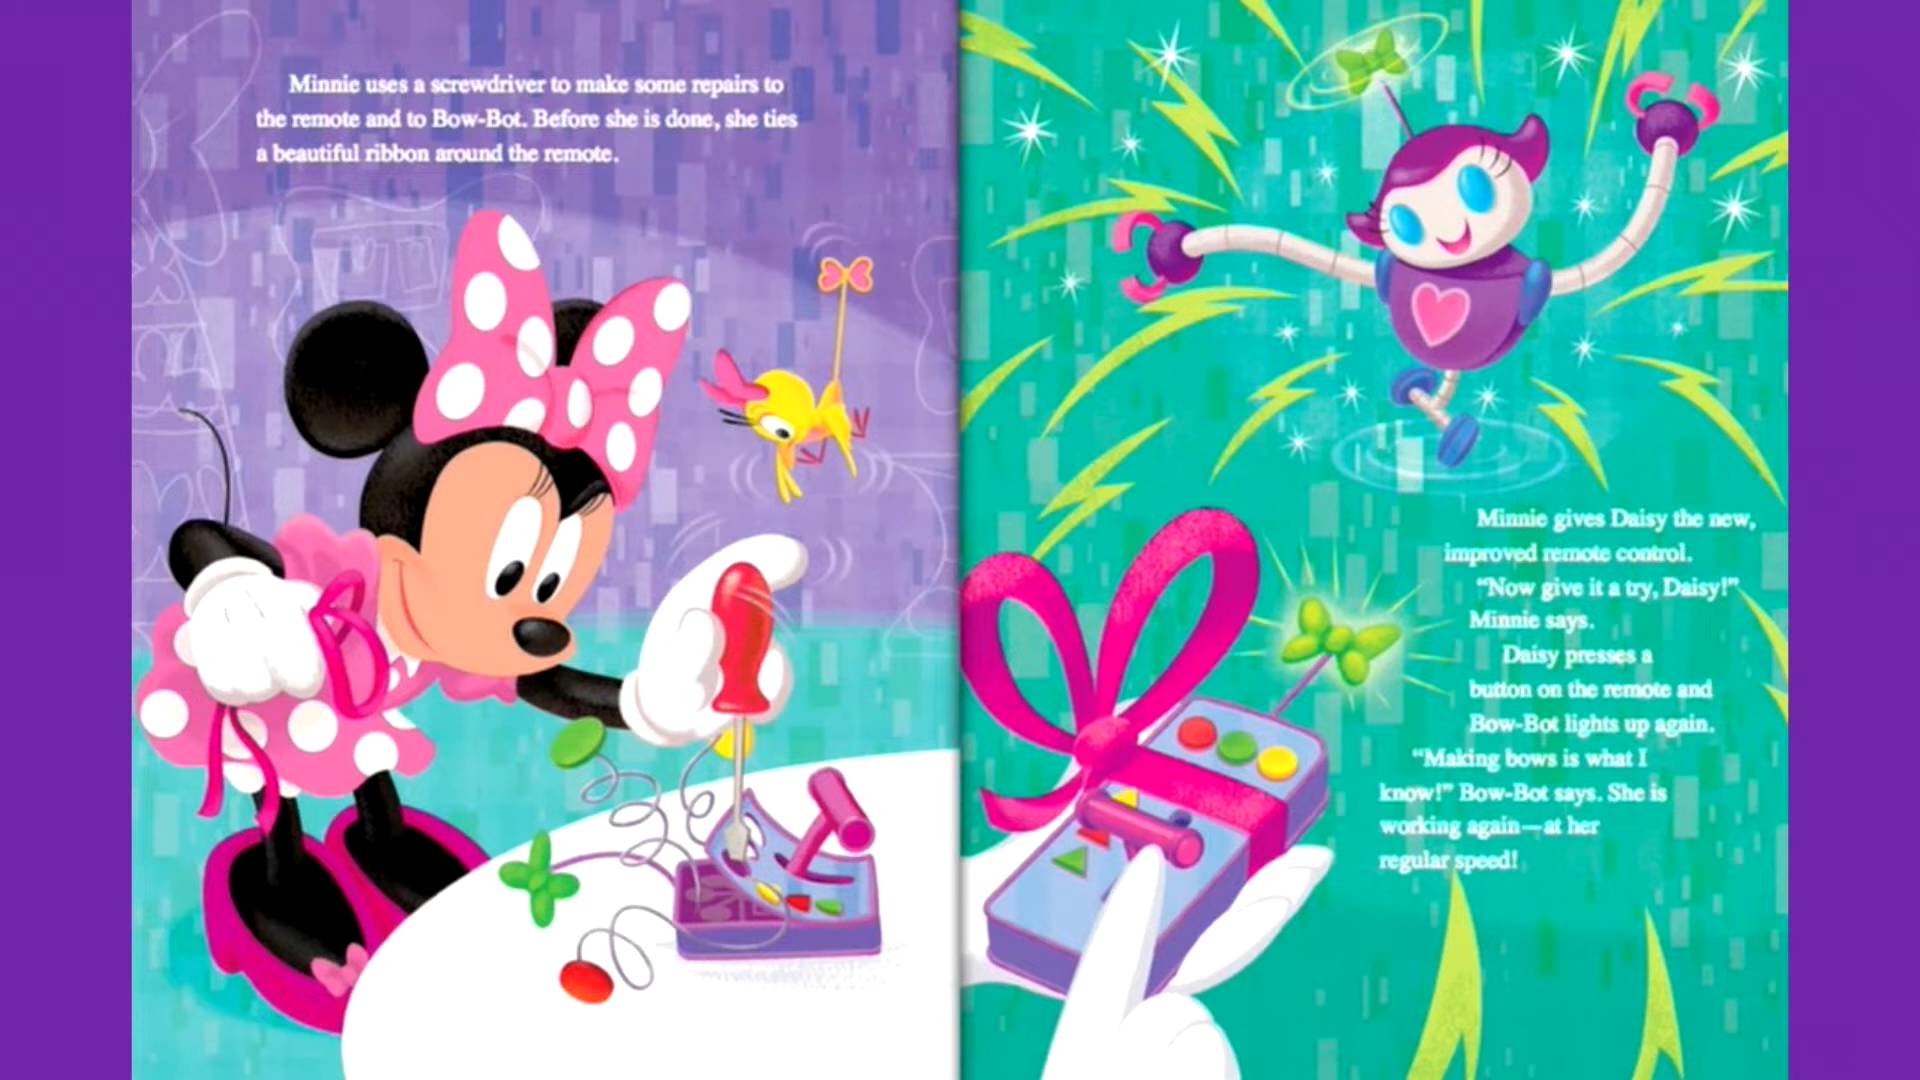 Minnie uses a screwdriver to make some repairs to
the remote and to Bow-Bot. Before she is done, she ties
a beautiful ribbon around the remote.
Minnie gives Daisy the new,
improved remote control.
“Now give it a try, Daisy!”
Minnie says.
Daisy presses a
button on the remote and
Bow-Bot lights up again.
“Making bows is what I
know!” Bow-Bot says. She is
working again—at her
regular speed!